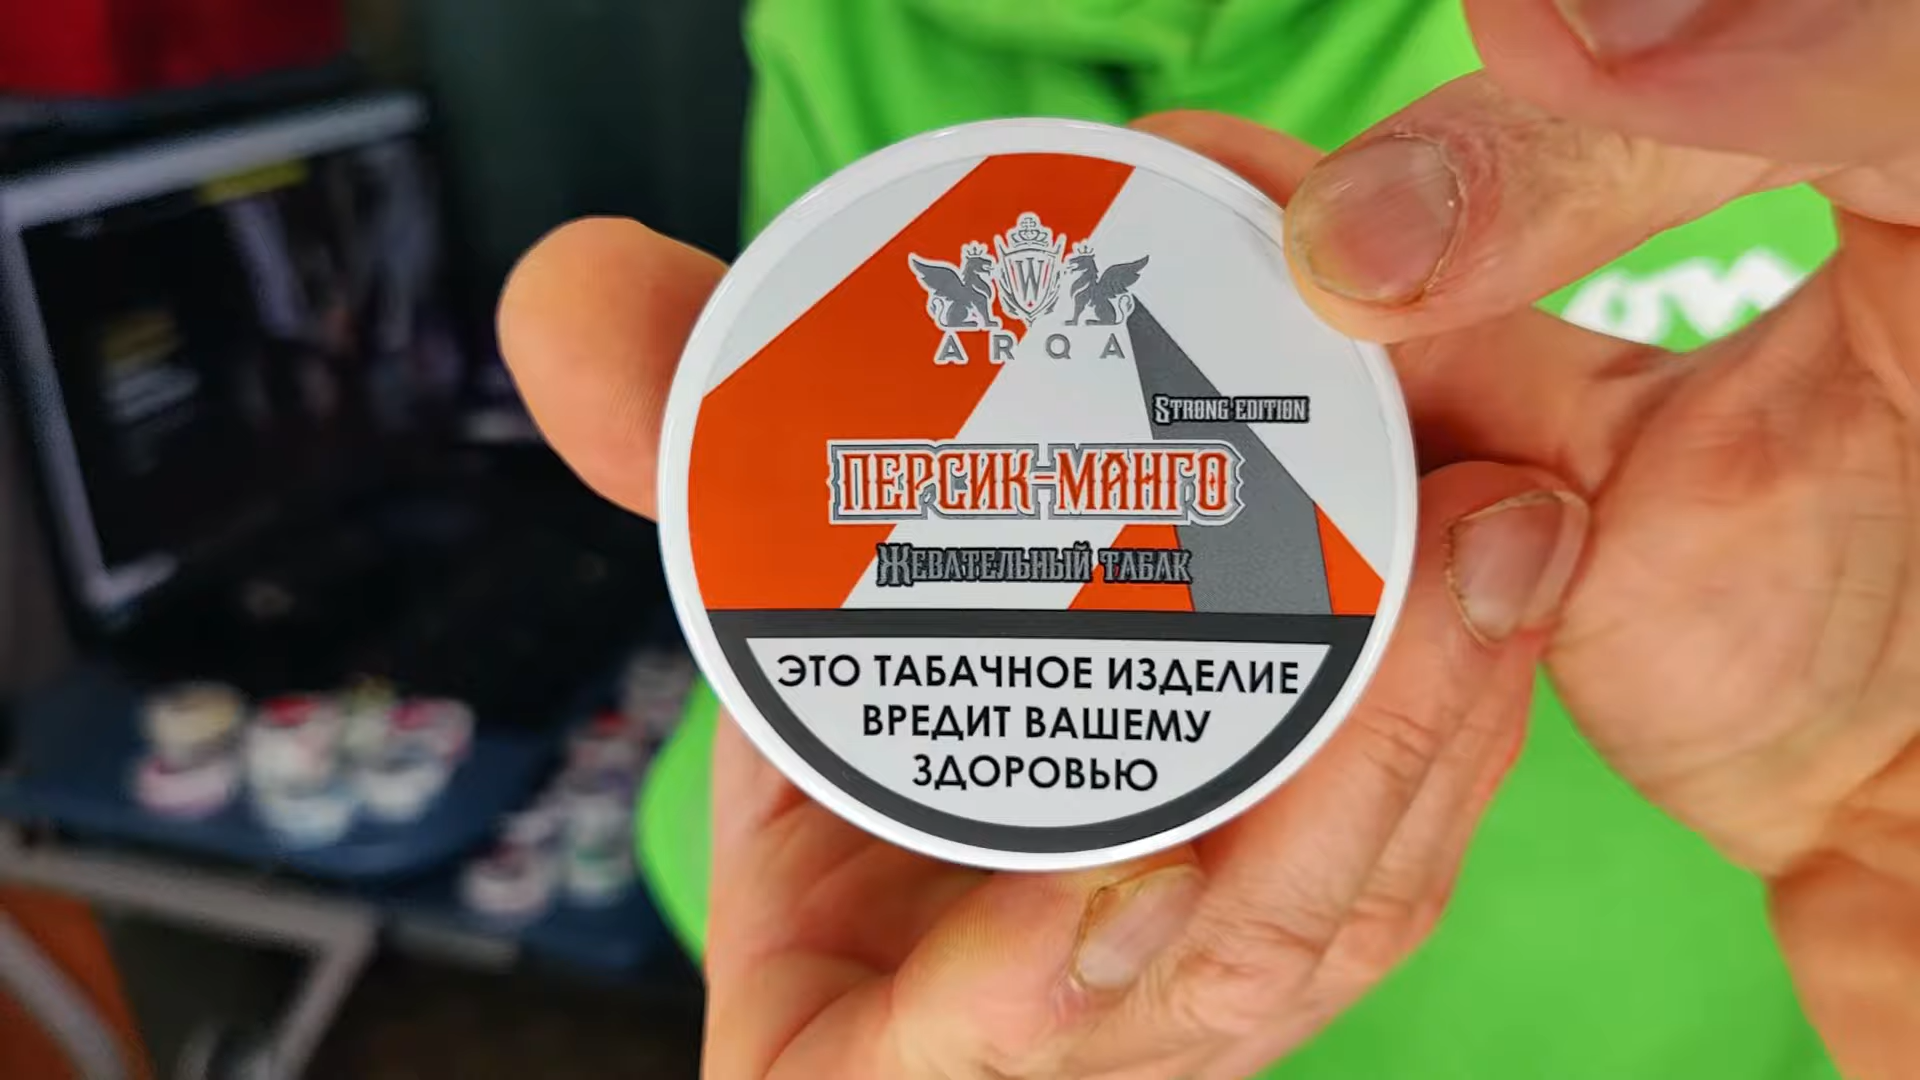 W
ARQA
STRONG EDITION
ПЕРСИК-МАНГО
ЖЕВАТЕЛЬНЫЙ ТАБАК
ЭТО ТАБАЧНОЕ ИЗДЕЛИЕ
ВРЕДИТ ВАШЕМУ
ЗДОРОВЬЮ